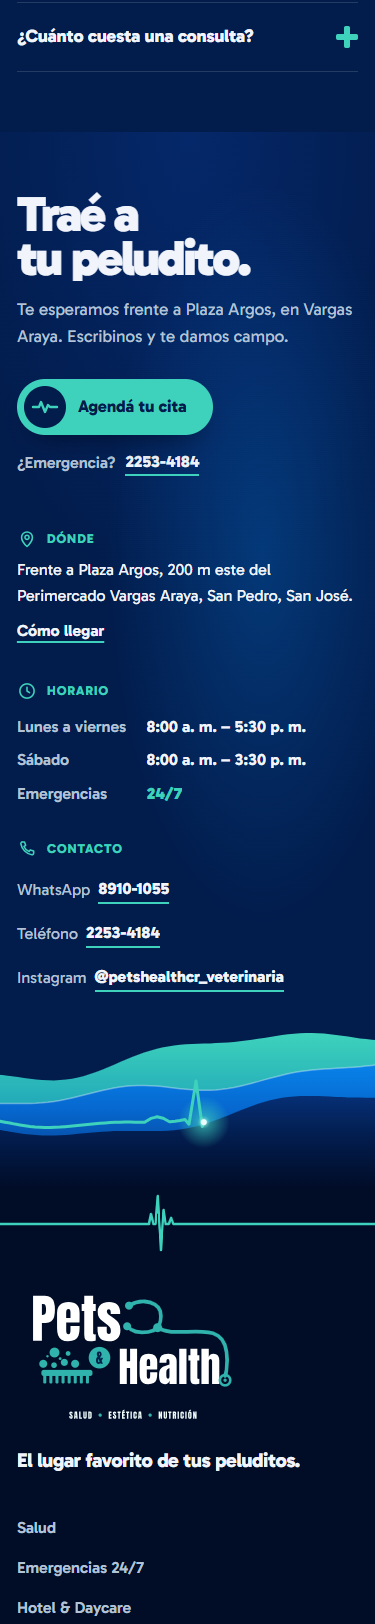 ¿Cuánto cuesta una consulta?
Traé a
tu peludito.
Te esperamos frente a Plaza Argos, en Vargas
Araya. Escribinos y te damos campo.
Agendá tu cita
¿Emergencia? 2253-4184
DÓNDE
Frente a Plaza Argos, 200 m este del
Perimercado Vargas Araya, San Pedro, San José.
Cómo llegar
HORARIO
Lunes a viernes 8:00 a. m. – 5:30 p. m.
Sábado 8:00 a. m. – 3:30 p. m.
Emergencias 24/7
CONTACTO
WhatsApp 8910-1055
Teléfono 2253-4184
Instagram @petshealthcr_veterinaria
Pets
& Health
SALUD • ESTÉTICA • NUTRICIÓN
El lugar favorito de tus peluditos.
Salud
Emergencias 24/7
Hotel & Daycare